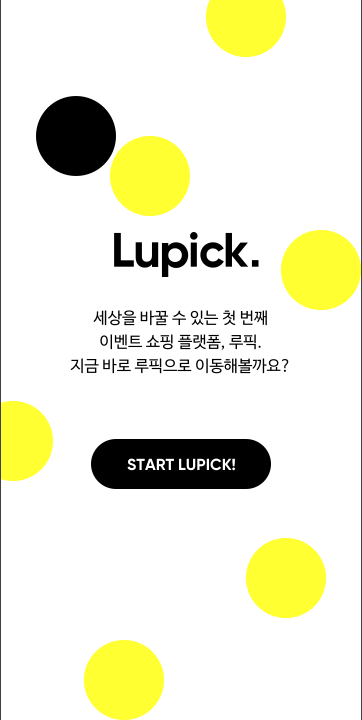 Lupick.
세상을 바꿀 수 있는 첫 번째
이벤트 쇼핑 플랫폼, 루픽.
지금 바로 루픽으로 이동해볼까요?
START LUPICK!